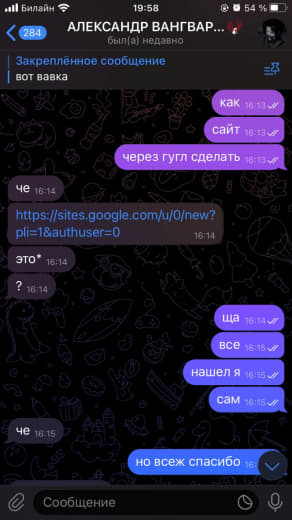 Билайн
19:58
54 %
284
АЛЕКСАНДР ВАНГВАР...
был(а) недавно
Закреплённое сообщение
вот вавка
как 16:13
сайт 16:13
через гугл сделать 16:13
че 16:14
https://sites.google.com/u/0/new?
pli=1&authuser=0
16:14
это* 16:14
? 16:14
ща 16:14
все 16:15
нашел я 16:15
сам 16:15
че 16:15
но всеж спасибо 16:
Сообщение